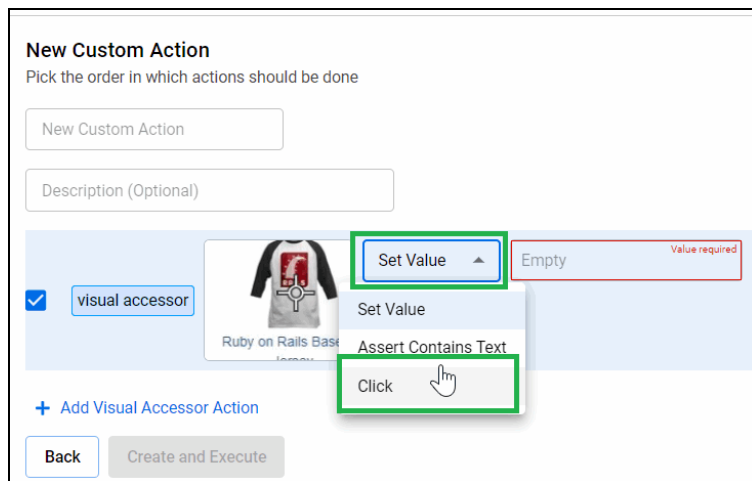 New Custom Action
Pick the order in which actions should be done
New Custom Action
Description (Optional)
visual accessor
Set Value
Empty
Value required
Ruby on Rails Base
Set Value
Assert Contains Text
Click
+ Add Visual Accessor Action
Back
Create and Execute